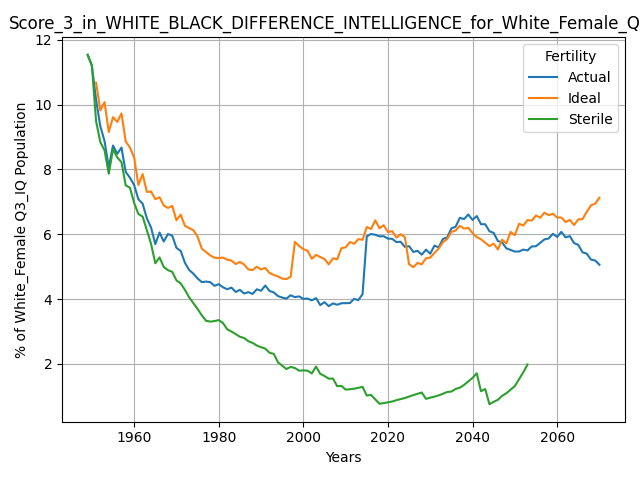 Score_3_in_WHITE_BLACK_DIFFERENCE_INTELLIGENCE_for_White_Female_Q
% of White_Female Q3_IQ Population
12
10
8
6
4
2
Fertility
Actual
Ideal
Sterile
1960 1980 2000 2020 2040 2060
Years